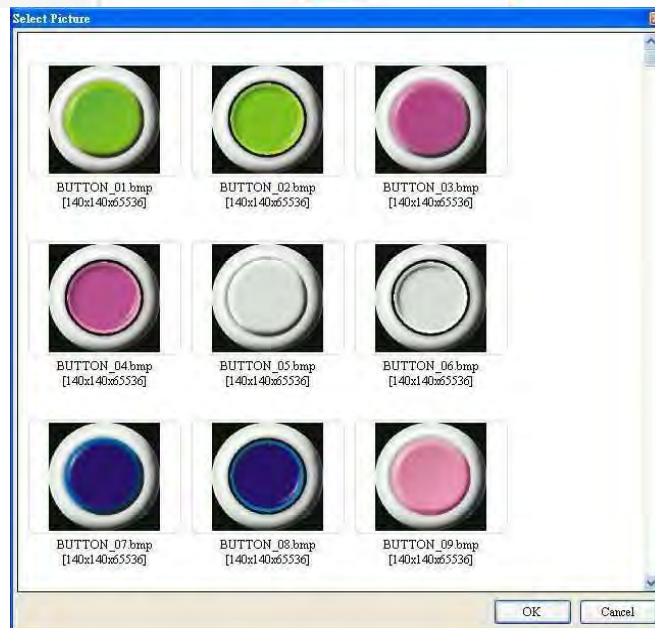 Select Picture
BUTTON_01.bmp
[140x140x65536]
BUTTON_02.bmp
[140x140x65536]
BUTTON_03.bmp
[140x140x65536]
BUTTON_04.bmp
[140x140x65536]
BUTTON_05.bmp
[140x140x65536]
BUTTON_06.bmp
[140x140x65536]
BUTTON_07.bmp
[140x140x65536]
BUTTON_08.bmp
[140x140x65536]
BUTTON_09.bmp
[140x140x65536]
OK
Cancel